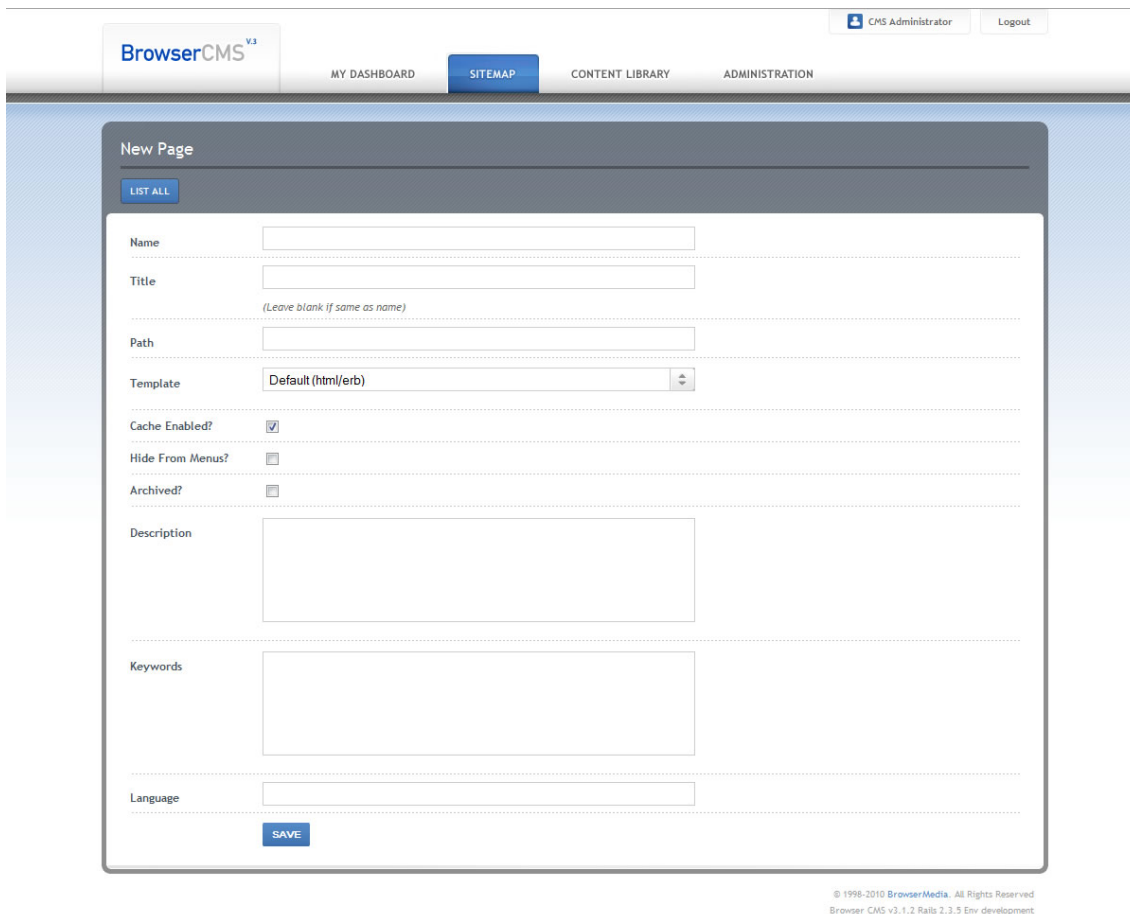 CMS Administrator Logout
BrowserCMS V.3
MY DASHBOARD SITEMAP CONTENT LIBRARY ADMINISTRATION
New Page
LIST ALL
Name
Title
(Leave blank if same as name)
Path
Template Default (html/erb)
Cache Enabled?
Hide From Menus?
Archived?
Description
Keywords
Language
SAVE
© 1998-2010 BrowserMedia. All Rights Reserved
Browser CMS v3.1.2 Rails 2.3.5 Env development